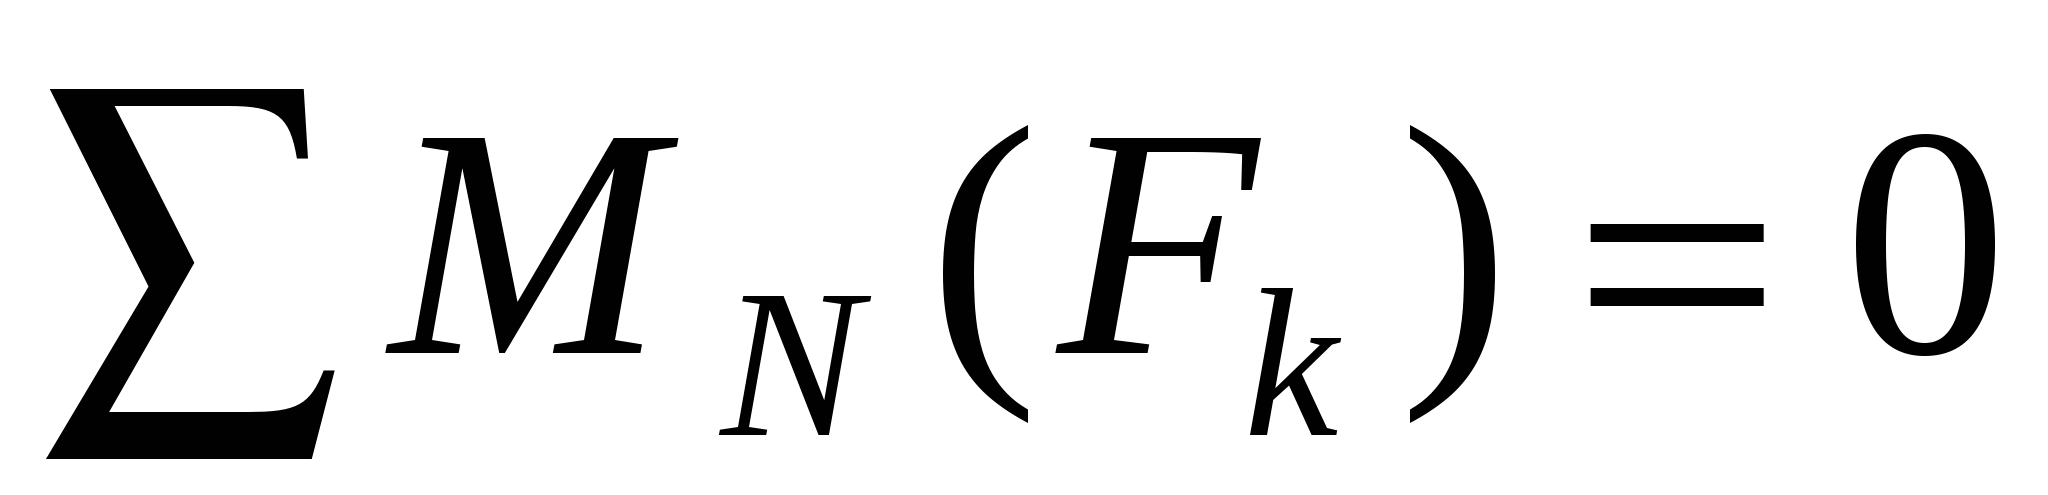 ∑ M_N (F_k) = 0